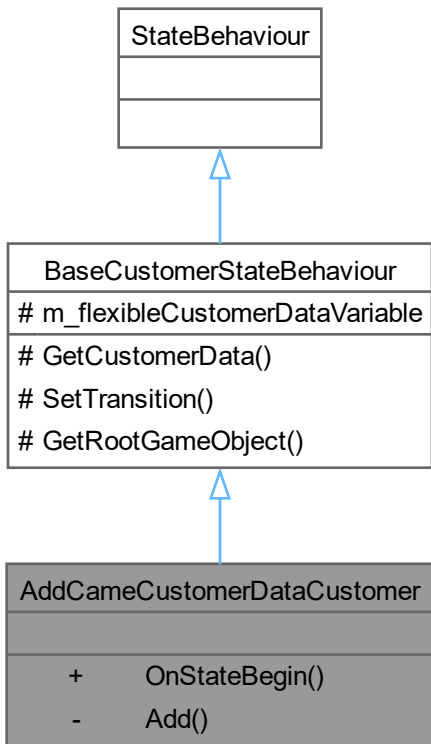 StateBehaviour
BaseCustomerStateBehaviour
# m_flexibleCustomerDataVariable
# GetCustomerData()
# SetTransition()
# GetRootGameObject()
AddCameCustomerDataCustomer
+ OnStateBegin()
- Add()